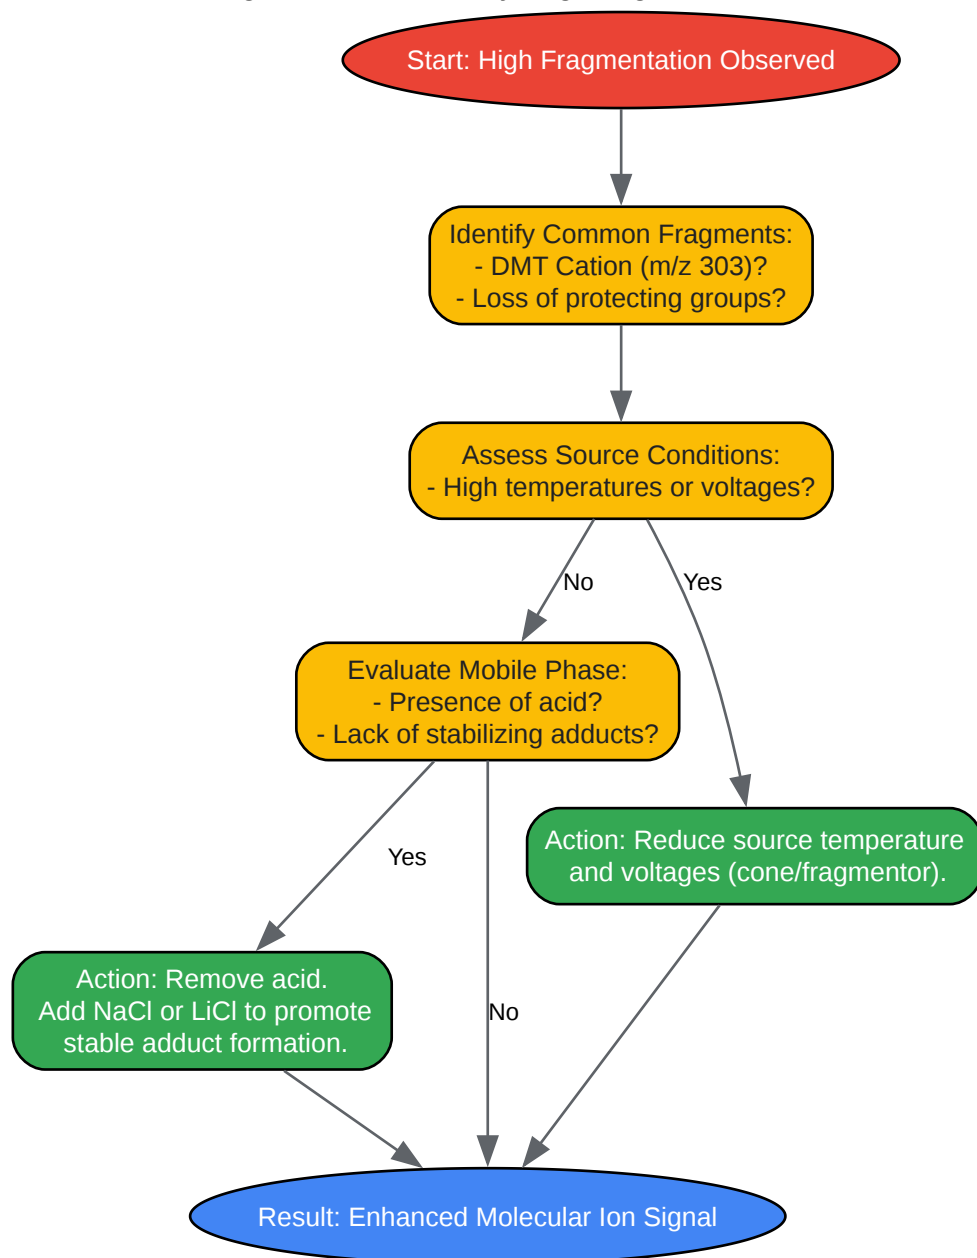 Start: High Fragmentation Observed
Identify Common Fragments:
- DMT Cation (m/z 303)?
- Loss of protecting groups?
Assess Source Conditions:
- High temperatures or voltages?
No
Yes
Evaluate Mobile Phase:
- Presence of acid?
- Lack of stabilizing adducts?
Action: Reduce source temperature
and voltages (cone/fragmentor).
Yes
Action: Remove acid.
Add NaCl or LiCl to promote
stable adduct formation.
No
Result: Enhanced Molecular Ion Signal